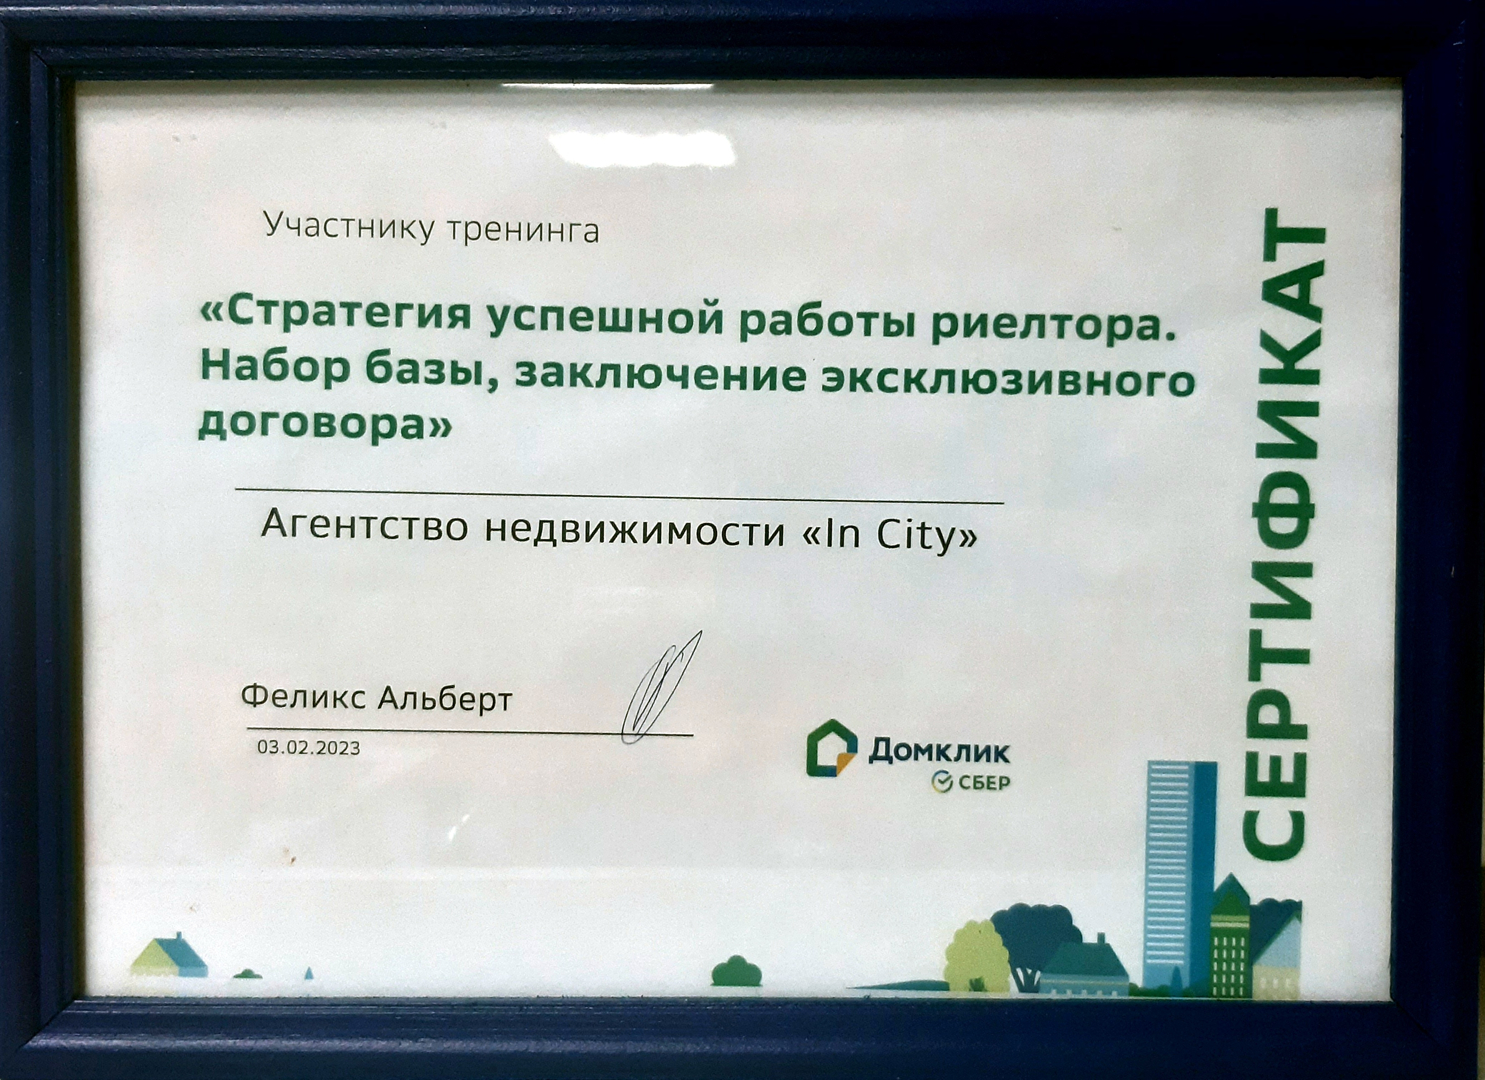 СЕРТИФИКАТ
Участнику тренинга
«Стратегия успешной работы риелтора.
Набор базы, заключение эксклюзивного
договора»
Агентство недвижимости «In City»
Феликс Альберт
03.02.2023
Домклик
СБЕР